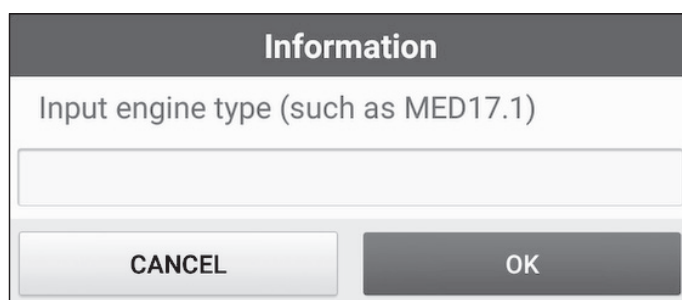 Information
Input engine type (such as MED17.1)
CANCEL
OK